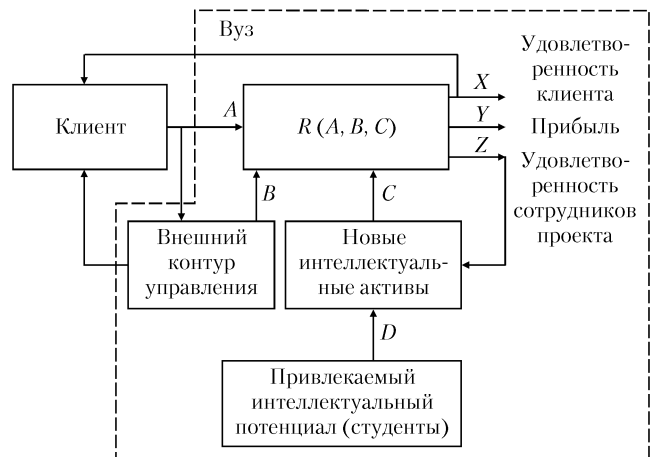 Вуз
Удовлетво-
ренность
клиента
Клиент
A
R (A, B, C)
X
Y
Прибыль
Z
Удовлетво-
ренность
сотрудников
проекта
B
C
Внешний
контур
управления
Новые
интеллектуаль-
ные активы
D
Привлекаемый
интеллектуальный
потенциал (студенты)